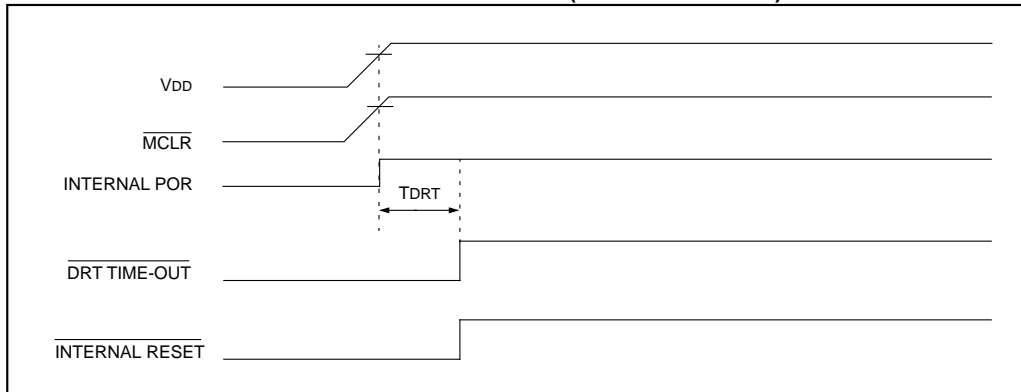 VDD
MCLR
INTERNAL POR
TDRT
DRT TIME-OUT
INTERNAL RESET